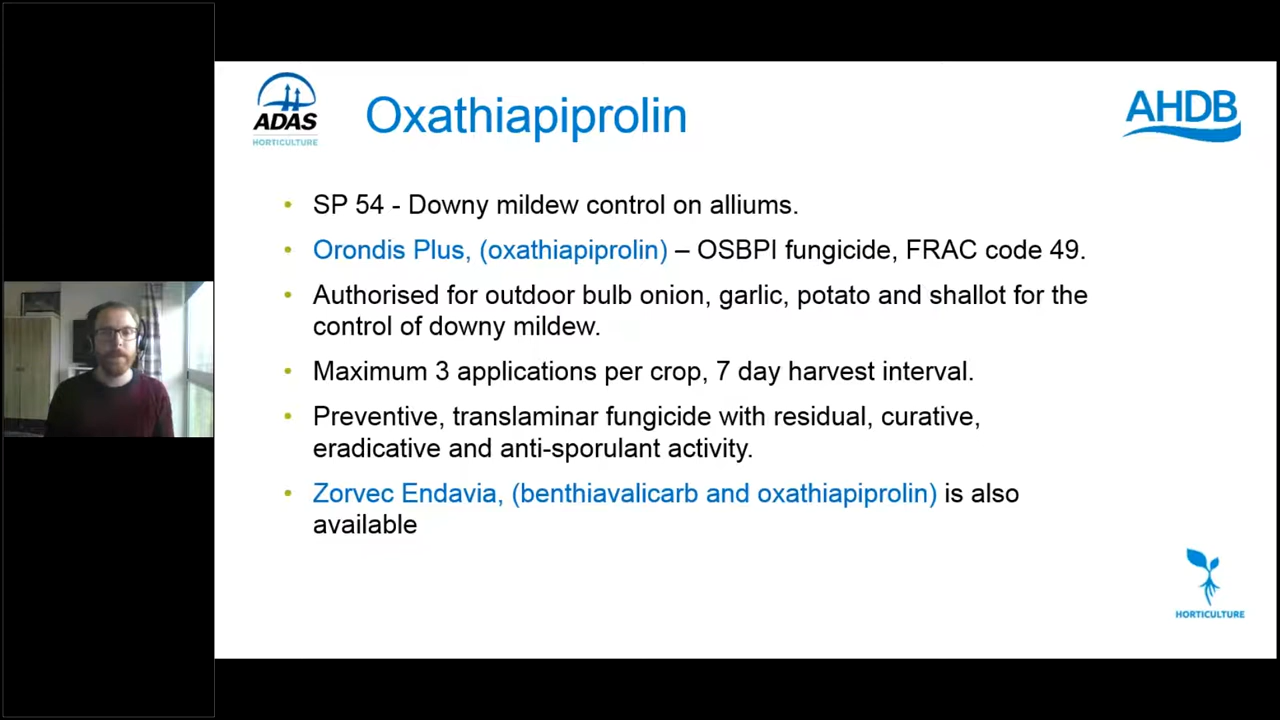 ADAS
HORTICULTURE
Oxathiapiprolin
AHDB
• SP 54 - Downy mildew control on alliums.
• Orondis Plus, (oxathiapiprolin) – OSBPI fungicide, FRAC code 49.
• Authorised for outdoor bulb onion, garlic, potato and shallot for the
control of downy mildew.
• Maximum 3 applications per crop, 7 day harvest interval.
• Preventive, translaminar fungicide with residual, curative,
eradicative and anti-sporulant activity.
• Zorvec Endavia, (benthiavalicarb and oxathiapiprolin) is also
available
HORTICULTURE